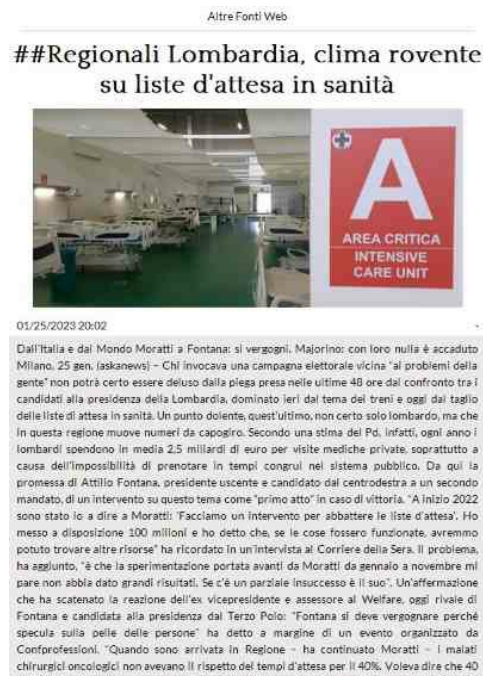 Altre Fonti Web
##Regionali Lombardia, clima rovente
su liste d'attesa in sanità
A
AREA CRITICA
INTENSIVE
CARE UNIT
01/25/2023 20:02
-
Dall'Italia e dal Mondo Moratti a Fontana: si vergogni. Majorino: con loro nulla è accaduto
Milano, 25 gen. (askanews) – Chi invocava una campagna elettorale vicina "ai problemi della
gente" non potrà certo essere deluso dalla piega presa nelle ultime 48 ore dal confronto tra i
candidati alla presidenza della Lombardia, dominato ieri dal tema dei treni e oggi dal taglio
delle liste di attesa in sanità. Un punto dolente, quest'ultimo, non certo solo lombardo, ma che
in questa regione muove numeri da capogiro. Secondo una stima del Pd, infatti, ogni anno i
lombardi spendono in media 2,5 miliardi di euro per visite mediche private, soprattutto a
causa dell'impossibilità di prenotare in tempi congrui nel sistema pubblico. Da qui la
promessa di Attilio Fontana, presidente uscente e candidato dal centrodestra a un secondo
mandato, di un intervento su questo tema come "primo atto" in caso di vittoria. "A inizio 2022
sono stato io a dire a Moratti: 'Facciamo un intervento per abbattere le liste d'attesa'. Ho
messo a disposizione 100 milioni e ho detto che, se le cose fossero funzionate, avremmo
potuto trovare altre risorse" ha ricordato in un'intervista al Corriere della Sera. Il problema,
ha aggiunto, "è che la sperimentazione portata avanti da Moratti da gennaio a novembre mi
pare non abbia dato grandi risultati. Se c'è un parziale insuccesso è il suo". Un'affermazione
che ha scatenato la reazione dell'ex vicepresidente e assessore al Welfare, oggi rivale di
Fontana e candidata alla presidenza dal Terzo Polo: "Fontana si deve vergognare perché
specula sulla pelle delle persone" ha detto a margine di un evento organizzato da
Confprofessioni. "Quando sono arrivata in Regione – ha continuato Moratti – i malati
chirurgici oncologici non avevano il rispetto dei tempi d'attesa per il 40%. Voleva dire che 40